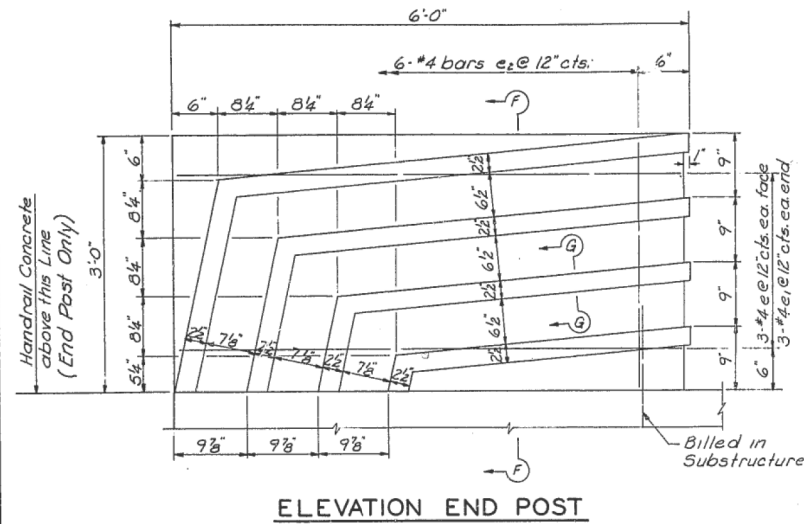 6'-0"
6-#4 bars e₂@ 12" cts.
6"
6"
8¼"
8¼"
8¼"
F
6"
8¼"
8¼"
8¼"
5¼"
3'-0"
Handrail Concrete
above this Line
(End Post Only)
2½"
6½"
2½"
6½"
2½"
6½"
2½"
G
G
1"
9"
9"
9"
9"
6"
3-#4 e @12"cts. ea. face
3-#4 e₁@12"cts. ea. end
2½"
7⅛"
2½"
7⅛"
2½"
7⅛"
2½"
9⅞"
9⅞"
9⅞"
F
Billed in
Substructure
ELEVATION END POST